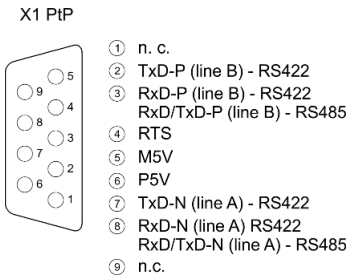 X1 PtP
5
9
4
8
3
7
2
6
1
1 n. c.
2 TxD-P (line B) - RS422
3 RxD-P (line B) - RS422
RxD/TxD-P (line B) - RS485
4 RTS
5 M5V
6 P5V
7 TxD-N (line A) - RS422
8 RxD-N (line A) RS422
RxD/TxD-N (line A) - RS485
9 n.c.